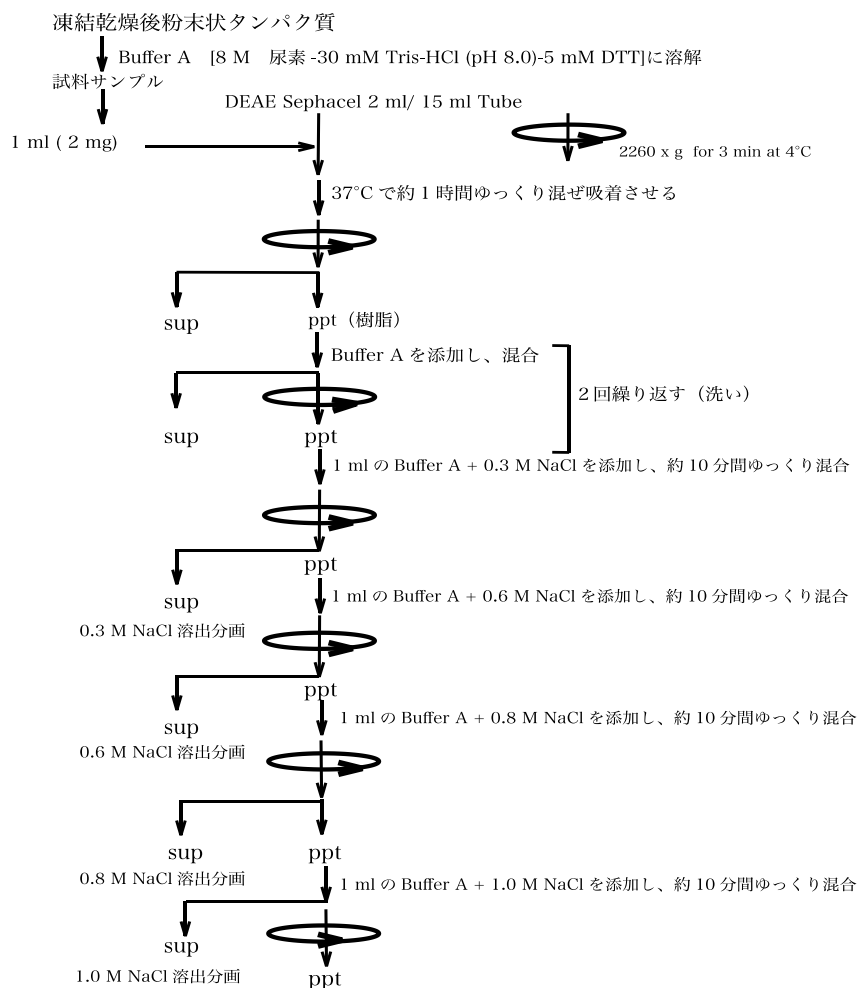 凍結乾燥後粉末状タンパク質
Buffer A [8 M 尿素 -30 mM Tris-HCl (pH 8.0)-5 mM DTT]に溶解
試料サンプル
DEAE Sephacel 2 ml/ 15 ml Tube
1 ml ( 2 mg)
2260 x g for 3 min at 4°C
37°C で約 1 時間ゆっくり混ぜ吸着させる
sup
ppt（樹脂）
Buffer A を添加し、混合
2 回繰り返す（洗い）
sup
ppt
1 ml の Buffer A + 0.3 M NaCl を添加し、約 10 分間ゆっくり混合
ppt
1 ml の Buffer A + 0.6 M NaCl を添加し、約 10 分間ゆっくり混合
sup
0.3 M NaCl 溶出分画
ppt
1 ml の Buffer A + 0.8 M NaCl を添加し、約 10 分間ゆっくり混合
sup
0.6 M NaCl 溶出分画
sup
ppt
0.8 M NaCl 溶出分画
1 ml の Buffer A + 1.0 M NaCl を添加し、約 10 分間ゆっくり混合
sup
1.0 M NaCl 溶出分画
ppt